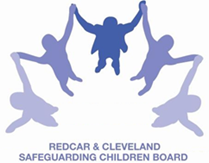 REDCAR & CLEVELAND
SAFEGUARDING CHILDREN BOARD